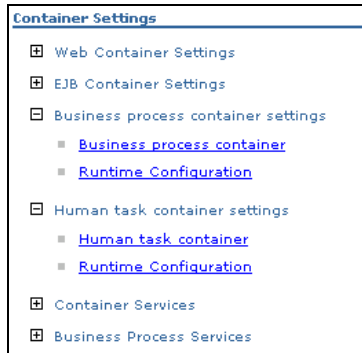 Container Settings
Web Container Settings
EJB Container Settings
Business process container settings
Business process container
Runtime Configuration
Human task container settings
Human task container
Runtime Configuration
Container Services
Business Process Services